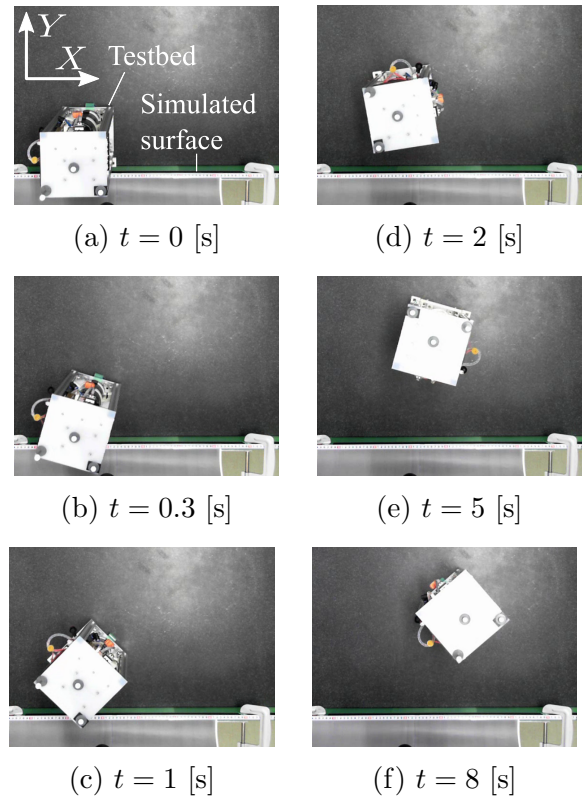 Y
X
Testbed
Simulated
surface
(a) t = 0 [s]
(d) t = 2 [s]
(b) t = 0.3 [s]
(e) t = 5 [s]
(c) t = 1 [s]
(f) t = 8 [s]